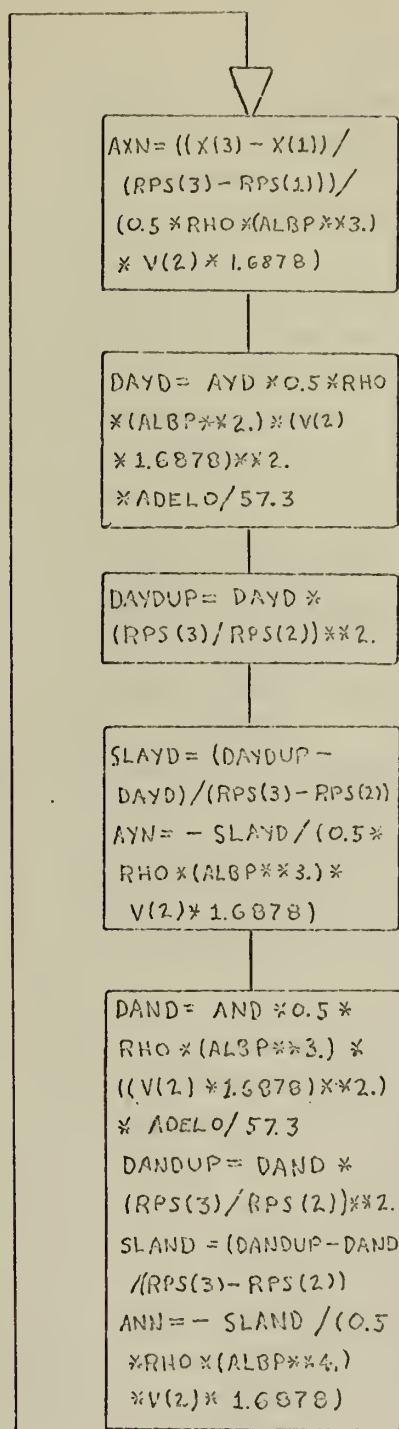 AXN= ((X(3) - X(1))/
(RPS(3) - RPS(1)))/
(0.5 *RHO*(ALBP**3.)
* V(2) * 1.6878)
DAYD= AYD *0.5*RHO
*(ALBP**2.)*(V(2)
*1.6878)**2.
*ADELO/57.3
DAYDUP= DAYD *
(RPS(3)/RPS(2))**2.
SLAYD= (DAYDUP-
DAYD)/(RPS(3)-RPS(2))
AYN= - SLAYD/(0.5*
RHO*(ALBP**3.)*
V(2)* 1.6878)
DAND= AND *0.5 *
RHO *(ALBP**3.) *
((V(2) *1.6878)**2.)
* ADELO/57.3
DANDUP= DAND *
(RPS(3)/RPS(2))**2.
SLAND = (DANDUP-DAND
/(RPS(3)- RPS(2))
ANN= - SLAND /(0.5
*RHO*(ALBP**4.)
*V(2)* 1.6878)